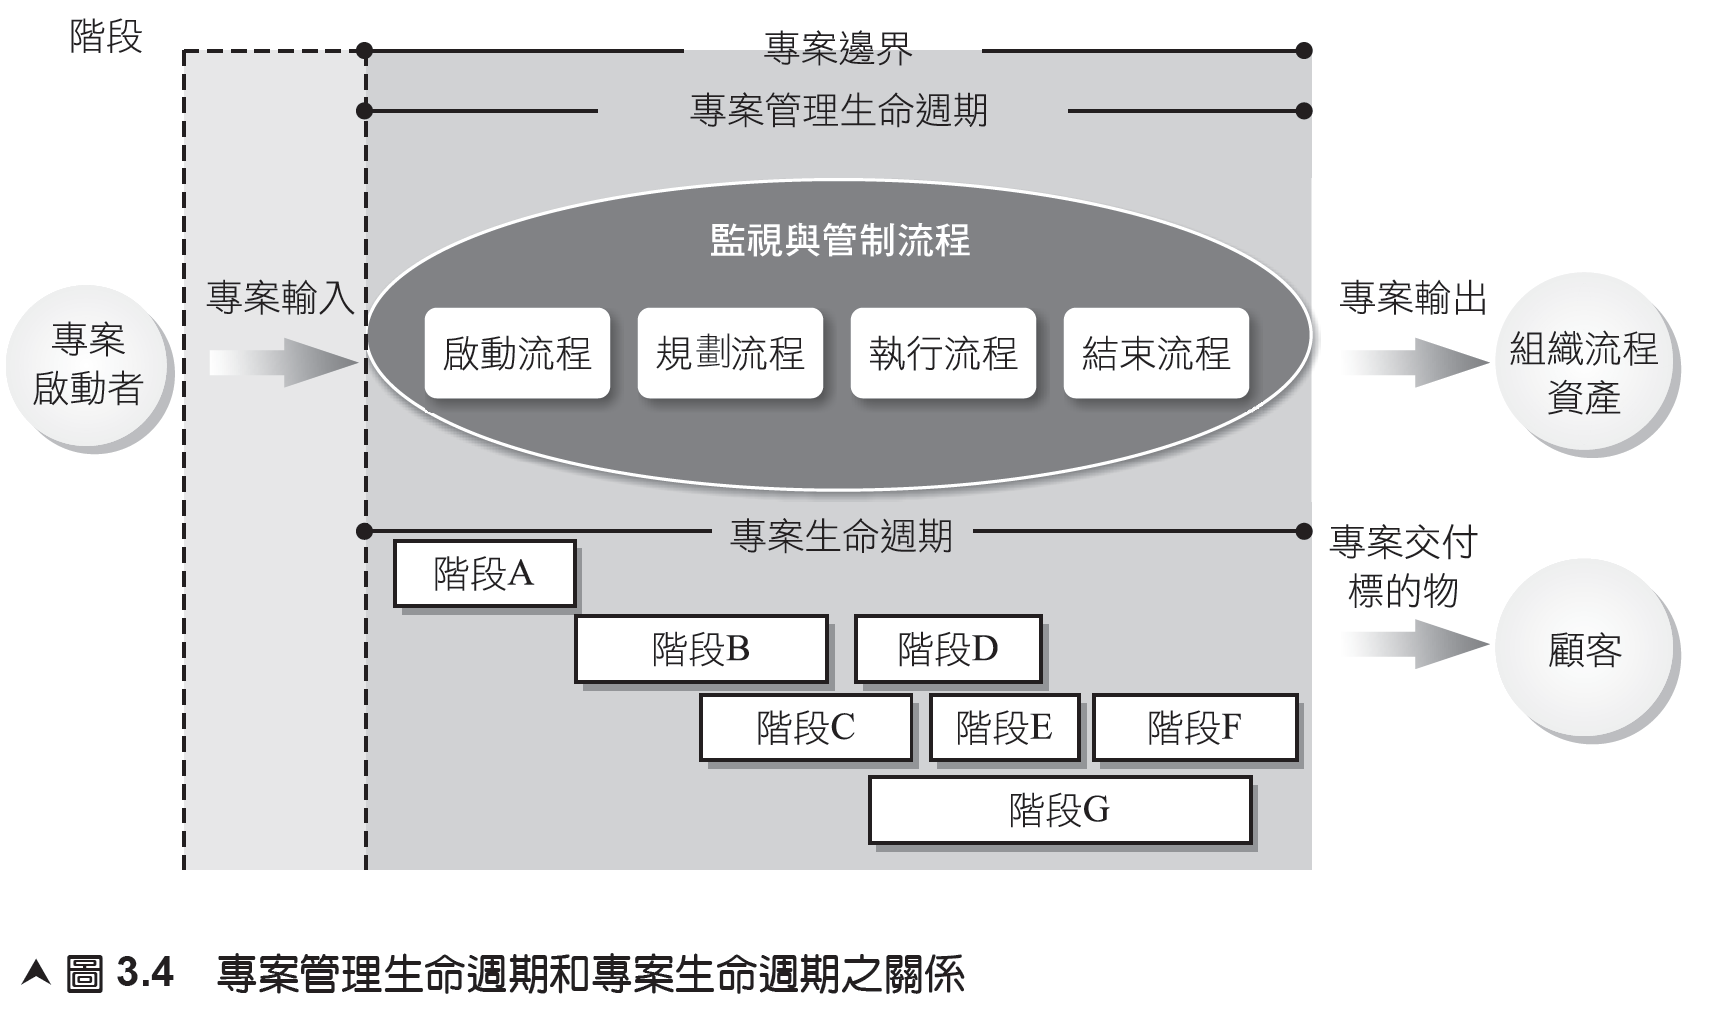 階段
專案邊界
專案管理生命週期
監視與管制流程
專案輸入
專案輸出
專案
啟動者
啟動流程
規劃流程
執行流程
結束流程
組織流程
資產
專案生命週期
專案交付
標的物
階段A
階段B
階段D
顧客
階段C
階段E
階段F
階段G
圖 3.4 專案管理生命週期和專案生命週期之關係